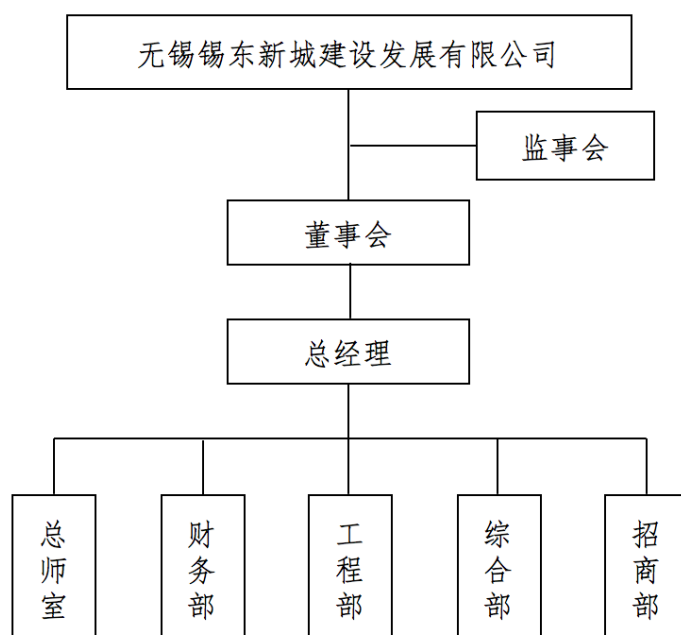 无锡锡东新城建设发展有限公司
监事会
董事会
总经理
总师室
财务部
工程部
综合部
招商部